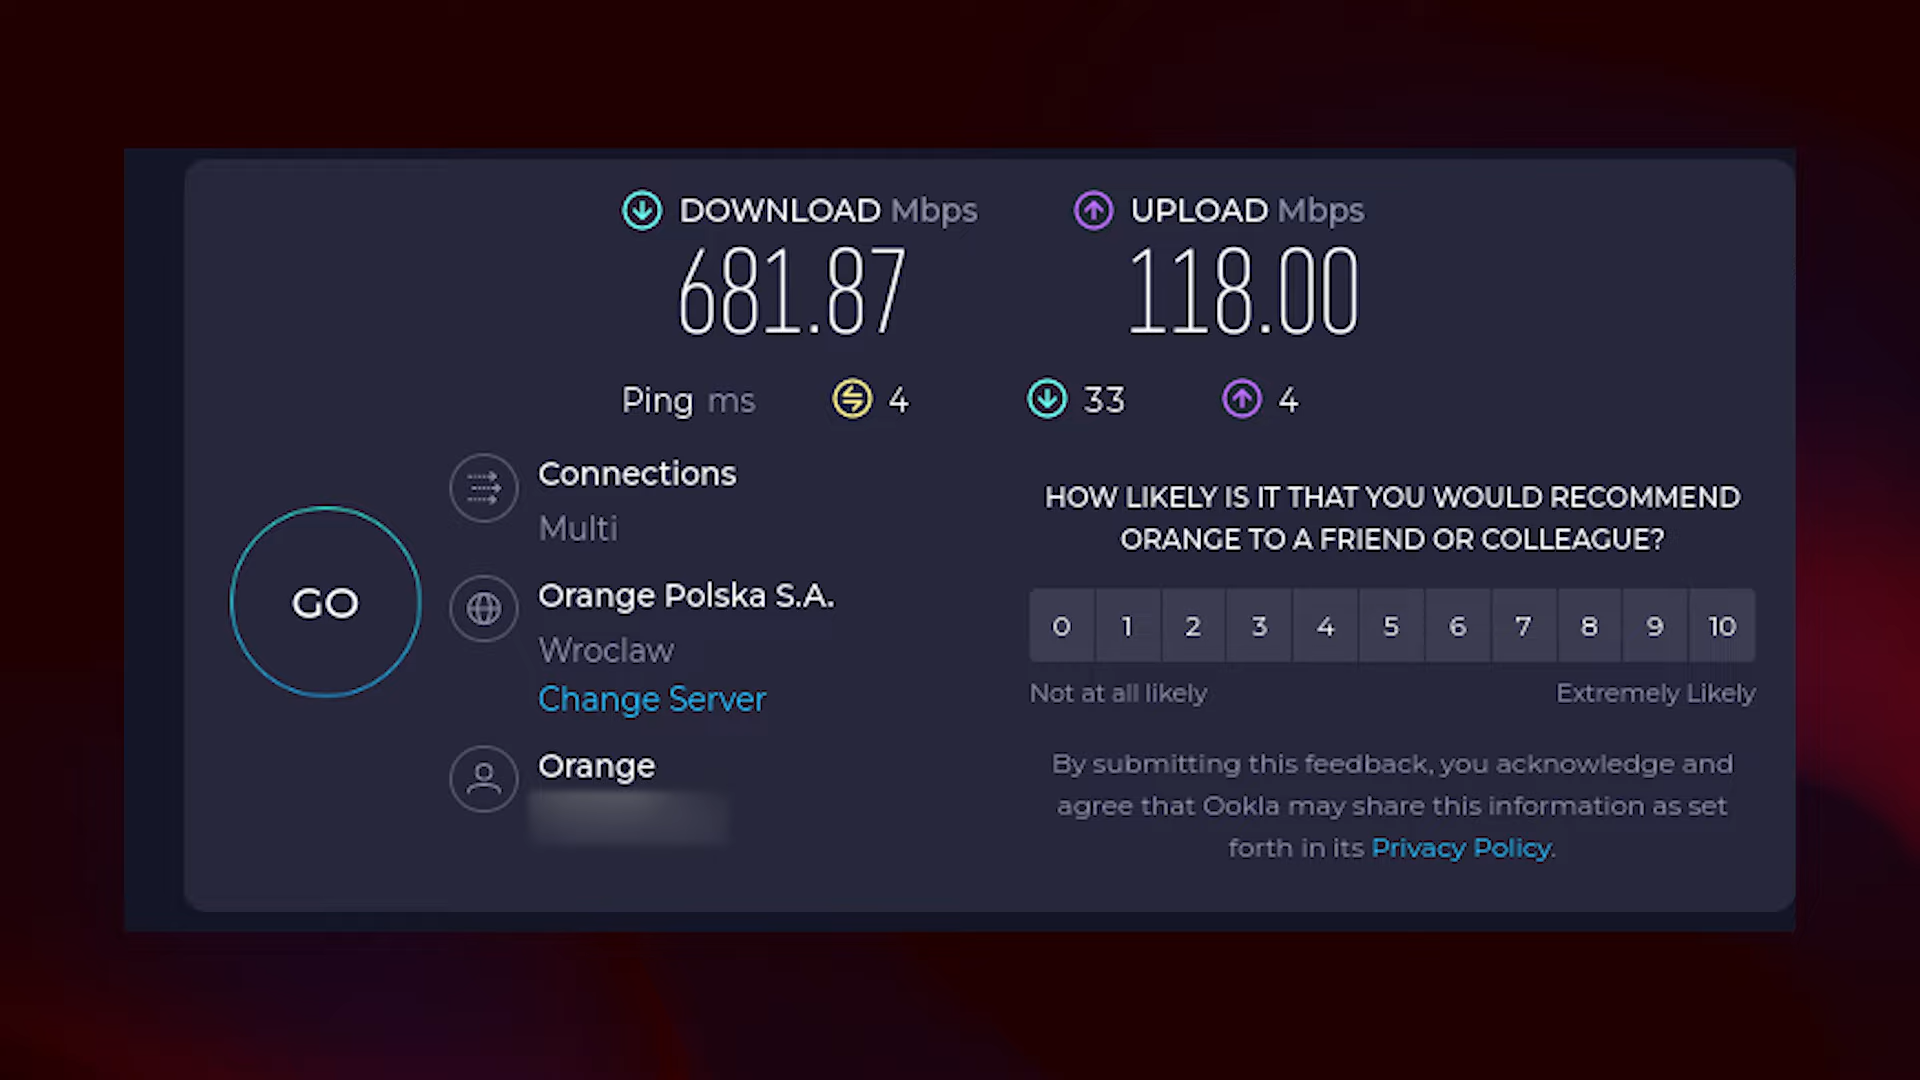 DOWNLOAD Mbps
681.87
UPLOAD Mbps
118.00
Ping ms 4 33 4
GO
Connections
Multi
Orange Polska S.A.
Wroclaw
Change Server
Orange
HOW LIKELY IS IT THAT YOU WOULD RECOMMEND
ORANGE TO A FRIEND OR COLLEAGUE?
0 1 2 3 4 5 6 7 8 9 10
Not at all likely Extremely Likely
By submitting this feedback, you acknowledge and
agree that Ookla may share this information as set
forth in its Privacy Policy.